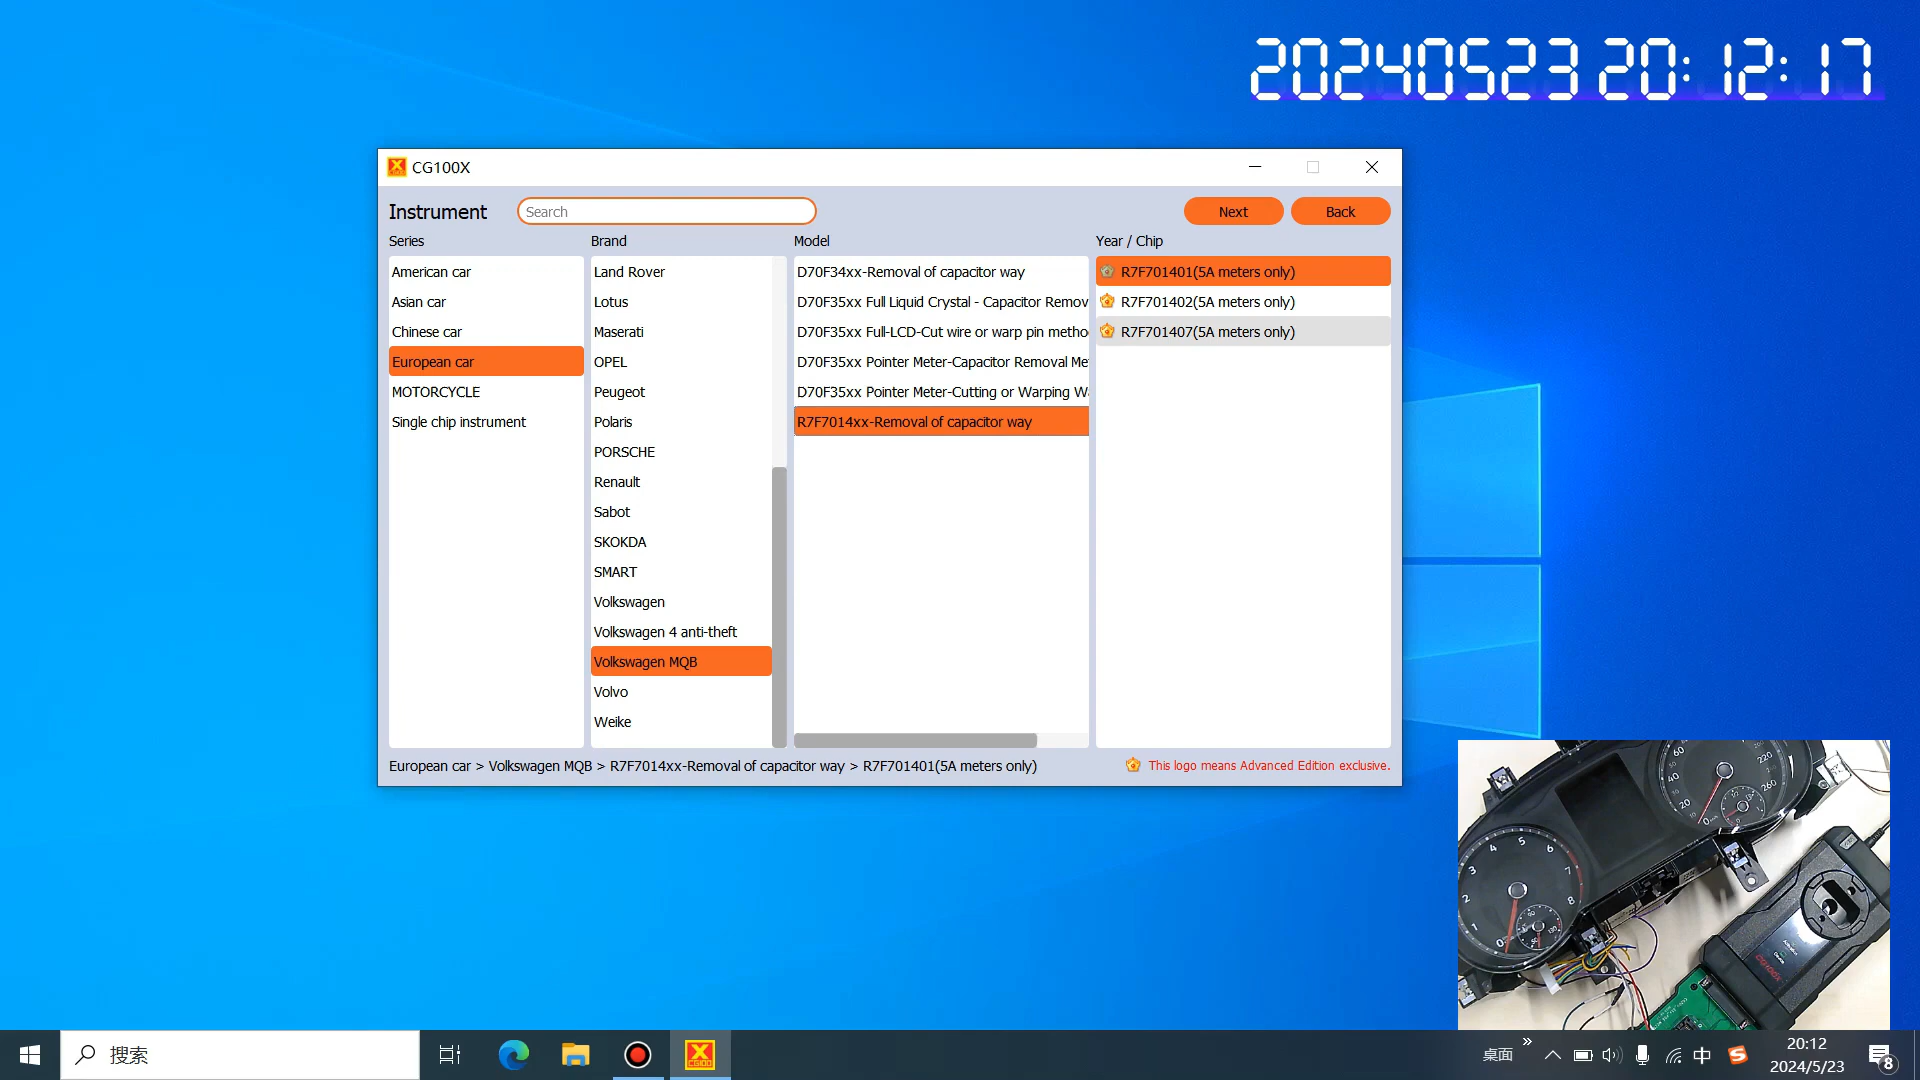 20240523 20:12:17
CG100X
Instrument
Search
Next
Back
Series
Brand
Model
Year / Chip
American car
Asian car
Chinese car
European car
MOTORCYCLE
Single chip instrument
Land Rover
Lotus
Maserati
OPEL
Peugeot
Polaris
PORSCHE
Renault
Sabot
SKOKDA
SMART
Volkswagen
Volkswagen 4 anti-theft
Volkswagen MQB
Volvo
Weike
D70F34xx-Removal of capacitor way
D70F35xx Full Liquid Crystal - Capacitor Remov
D70F35xx Full-LCD-Cut wire or warp pin metho
D70F35xx Pointer Meter-Capacitor Removal Me
D70F35xx Pointer Meter-Cutting or Warping W
R7F7014xx-Removal of capacitor way
R7F701401(5A meters only)
R7F701402(5A meters only)
R7F701407(5A meters only)
European car > Volkswagen MQB > R7F7014xx-Removal of capacitor way > R7F701401(5A meters only)
This logo means Advanced Edition exclusive.
搜索
桌面
中
20:12
2024/5/23
8